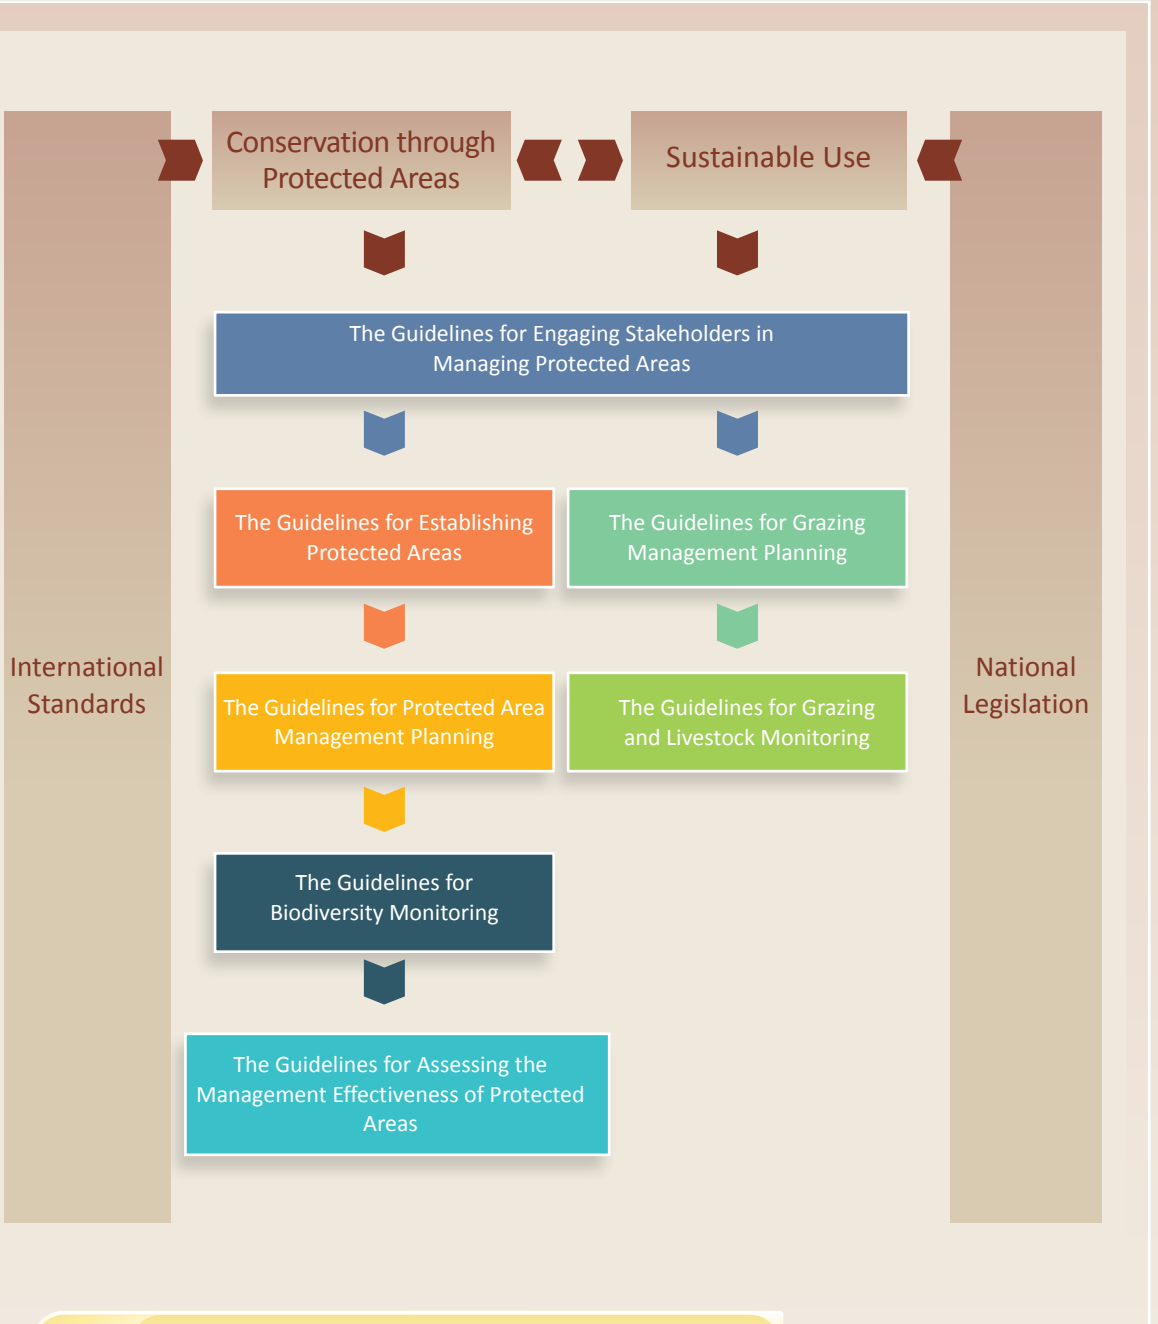 Conservation through
Protected Areas
Sustainable Use
The Guidelines for Engaging Stakeholders in
Managing Protected Areas
The Guidelines for Establishing
Protected Areas
The Guidelines for Grazing
Management Planning
International
Standards
The Guidelines for Protected Area
Management Planning
The Guidelines for Grazing
and Livestock Monitoring
National
Legislation
The Guidelines for
Biodiversity Monitoring
The Guidelines for Assessing the
Management Effectiveness of Protected
Areas